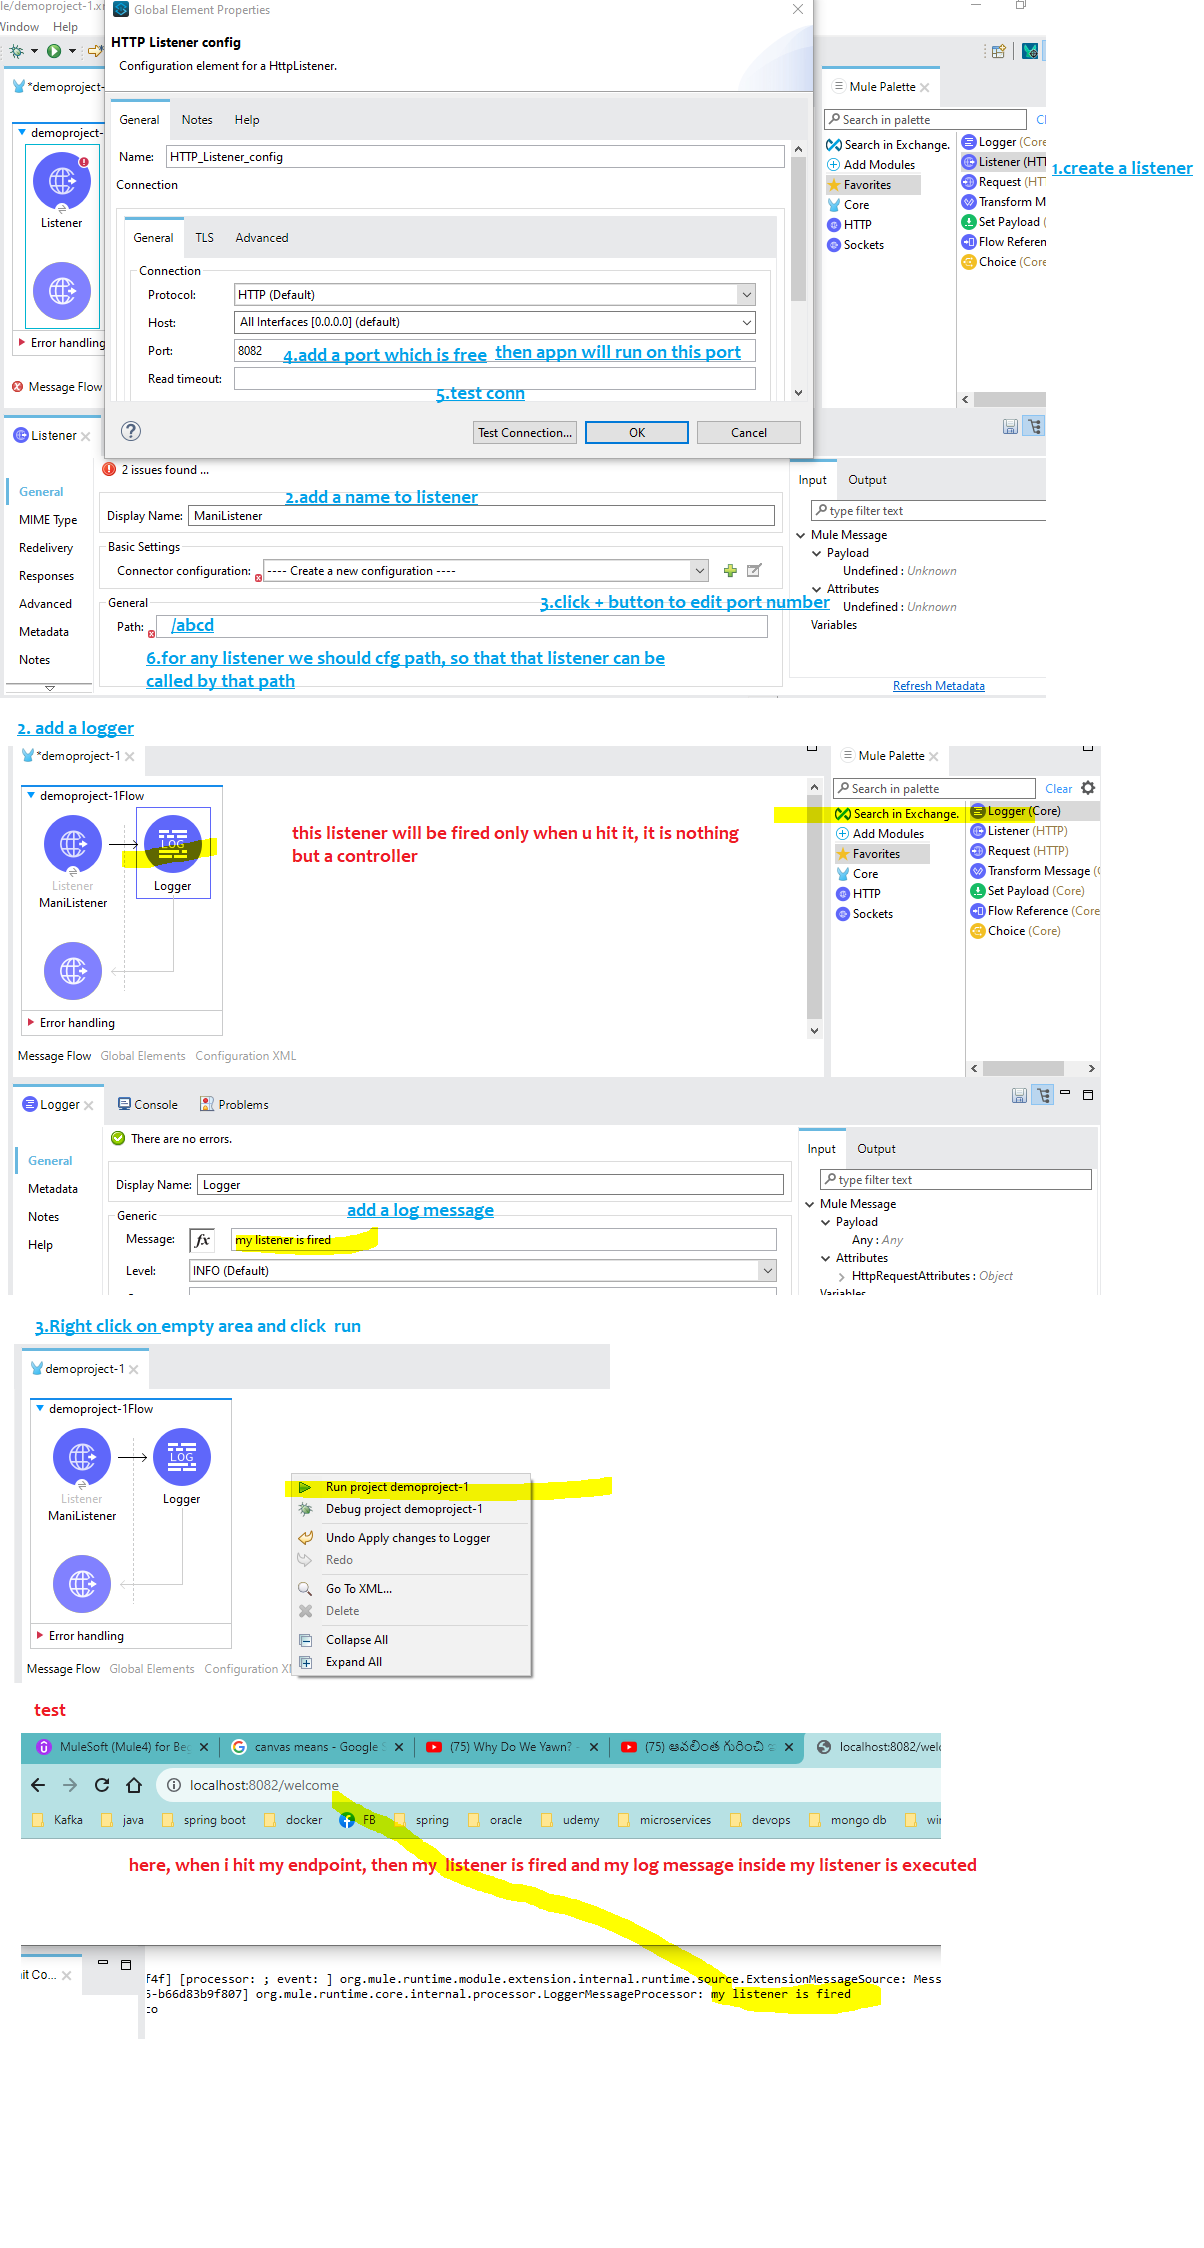 le/demoproject-1.x
Global Element Properties
Window Help
HTTP Listener config
Configuration element for a HttpListener.
*demoproject-
General Notes Help
Name: HTTP_Listener_config
Connection
General TLS Advanced
Connection
Protocol: HTTP (Default)
Host: All Interfaces [0.0.0.0] (default)
Port: 8082
4.add a port which is free then appn will run on this port
Read timeout:
5.test conn
Test Connection... OK Cancel
demoproject-
Listener
Error handling
Message Flow
Mule Palette
Search in palette
Search in Exchange.
Add Modules
Favorites
Core
HTTP
Sockets
Logger (Core
Listener (HTT
Request (HT
Transform M
Set Payload (
Flow Referen
Choice (Core
1.create a listener
Listener
General
MIME Type
Redelivery
Responses
Advanced
Metadata
Notes
2 issues found ...
2.add a name to listener
Display Name: ManiListener
Basic Settings
Connector configuration: ---- Create a new configuration ----
General
3.click + button to edit port number
Path: /abcd
6.for any listener we should cfg path, so that that listener can be
called by that path
Input Output
type filter text
Mule Message
Payload
Undefined : Unknown
Attributes
Undefined : Unknown
Variables
Refresh Metadata
2. add a logger
*demoproject-1
demoproject-1Flow
LOG
Listener
ManiListener
Logger
Error handling
Message Flow Global Elements Configuration XML
this listener will be fired only when u hit it, it is nothing
but a controller
Mule Palette
Search in palette Clear
Search in Exchange.
Add Modules
Favorites
Core
HTTP
Sockets
Logger (Core)
Listener (HTTP)
Request (HTTP)
Transform Message (C
Set Payload (Core)
Flow Reference (Core
Choice (Core)
Logger Console Problems
General
Metadata
Notes
Help
There are no errors.
Display Name: Logger
Generic
add a log message
Message: fx my listener is fired
Level: INFO (Default)
Input Output
type filter text
Mule Message
Payload
Any : Any
Attributes
HttpRequestAttributes : Object
Variables
3.Right click on empty area and click run
demoproject-1
demoproject-1Flow
LOG
Listener
ManiListener
Logger
Error handling
Message Flow Global Elements Configuration X
Run project demoproject-1
Debug project demoproject-1
Undo Apply changes to Logger
Redo
Go To XML...
Delete
Collapse All
Expand All
test
MuleSoft (Mule4) for Beg canvas means - Google S (75) Why Do We Yawn? - (75) ఆవలింత గురించి localhost:8082/welc
localhost:8082/welcome
Kafka java spring boot docker FB spring oracle udemy microservices devops mongo db wi
here, when i hit my endpoint, then my listener is fired and my log message inside my listener is executed
it Co...
f4f] [processor: ; event: ] org.mule.runtime.module.extension.internal.runtime.source.ExtensionMessageSource: Mess
-b66d83b9f807] org.mule.runtime.core.internal.processor.LoggerMessageProcessor: my listener is fired
co